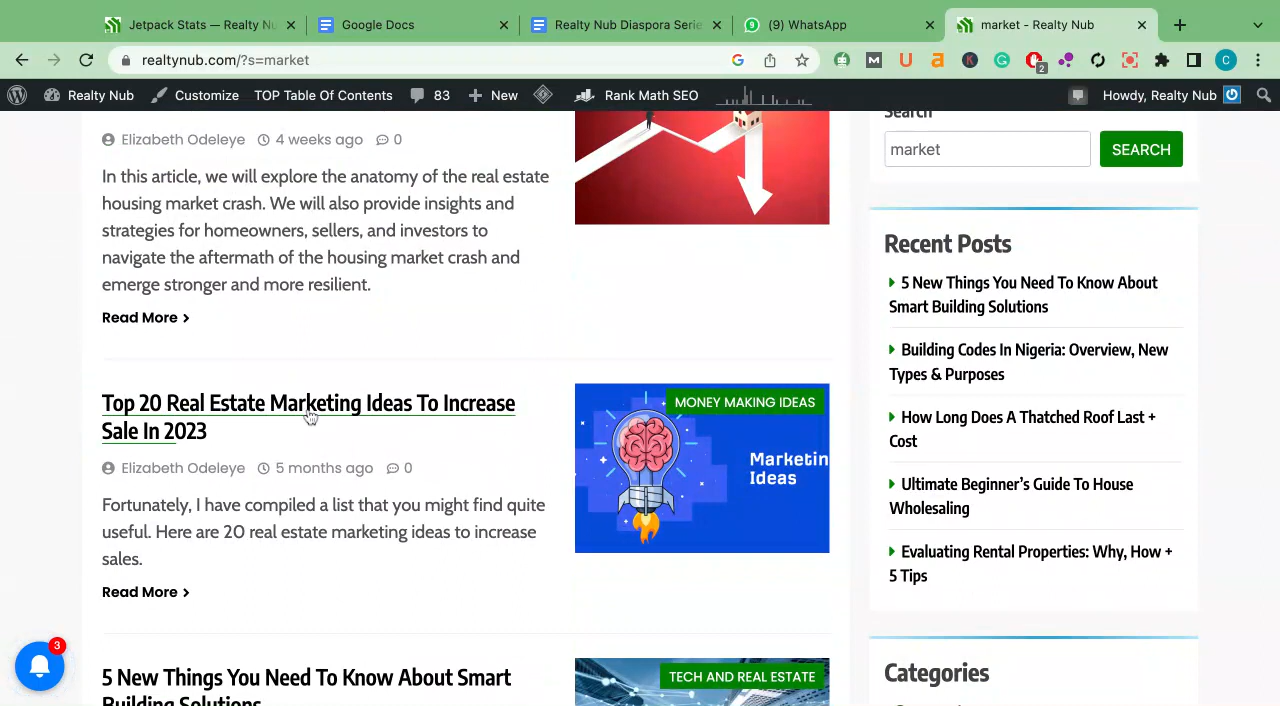 Jetpack Stats — Realty Nu
Google Docs
Realty Nub Diaspora Serie
(9) WhatsApp
market - Realty Nub
realtynub.com/?s=market
2
C
Realty Nub
Customize
TOP Table Of Contents
83
New
Rank Math SEO
Howdy, Realty Nub
Elizabeth Odeleye
4 weeks ago
0
In this article, we will explore the anatomy of the real estate
housing market crash. We will also provide insights and
strategies for homeowners, sellers, and investors to
navigate the aftermath of the housing market crash and
emerge stronger and more resilient.
Read More
Top 20 Real Estate Marketing Ideas To Increase
Sale In 2023
Elizabeth Odeleye
5 months ago
0
Fortunately, I have compiled a list that you might find quite
useful. Here are 20 real estate marketing ideas to increase
sales.
Read More
MONEY MAKING IDEAS
Marketin
Ideas
5 New Things You Need To Know About Smart
Building Solutions
TECH AND REAL ESTATE
3
Search
market
SEARCH
Recent Posts
5 New Things You Need To Know About
Smart Building Solutions
Building Codes In Nigeria: Overview, New
Types & Purposes
How Long Does A Thatched Roof Last +
Cost
Ultimate Beginner's Guide To House
Wholesaling
Evaluating Rental Properties: Why, How +
5 Tips
Categories